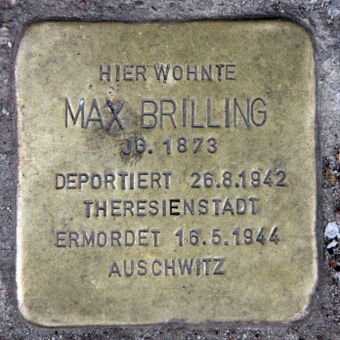 HIER WOHNTE
MAX BRILLING
JG. 1873
DEPORTIERT 26.8.1942
THERESIENSTADT
ERMORDET 16.5.1944
AUSCHWITZ